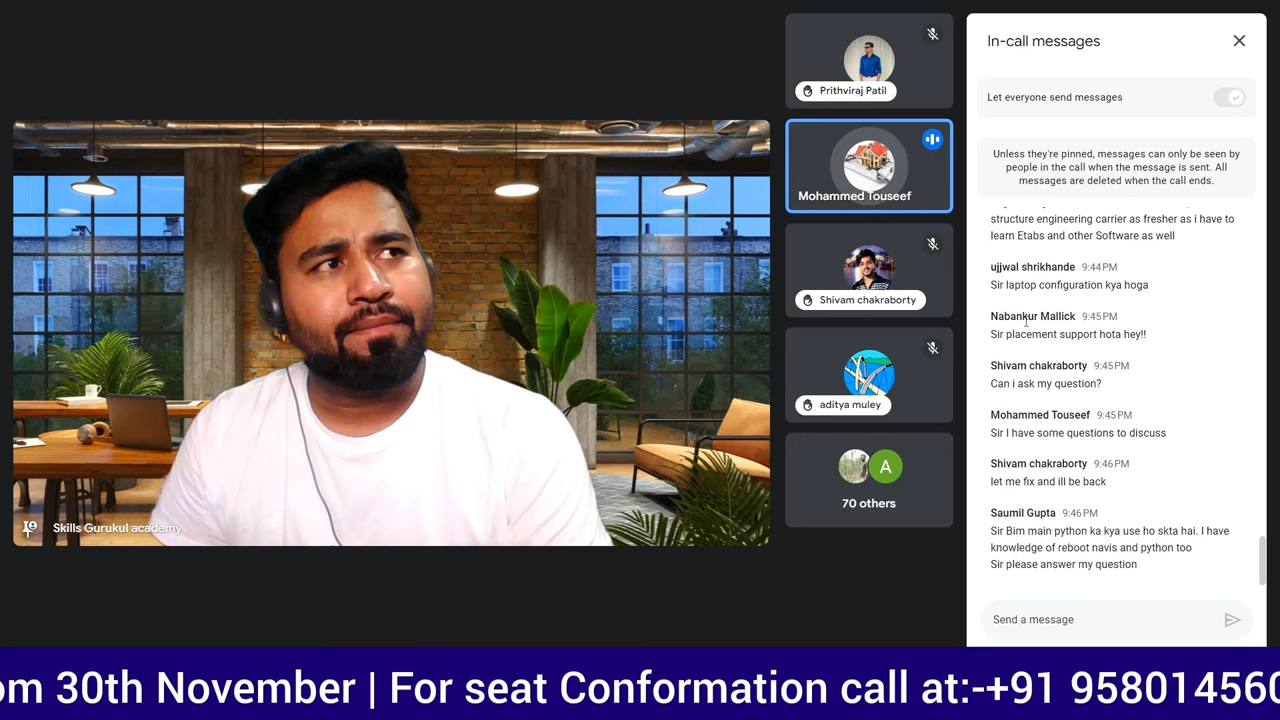 In-call messages
Let everyone send messages
Unless they're pinned, messages can only be seen by
people in the call when the message is sent. All
messages are deleted when the call ends.
structure engineering carrier as fresher as i have to
learn Etabs and other Software as well
ujjwal shrikhande 9:44 PM
Sir laptop configuration kya hoga
Nabankur Mallick 9:45 PM
Sir placement support hota hey!!
Shivam chakraborty 9:45 PM
Can i ask my question?
Mohammed Touseef 9:45 PM
Sir I have some questions to discuss
Shivam chakraborty 9:46 PM
let me fix and ill be back
Saumil Gupta 9:46 PM
Sir Bim main python ka kya use ho skta hai. I have
knowledge of reboot navis and python too
Sir please answer my question
Send a message
Prithviraj Patil
Mohammed Touseef
Shivam chakraborty
aditya muley
A
70 others
Skills Gurukul academy
om 30th November | For seat Conformation call at:-+91 958014560